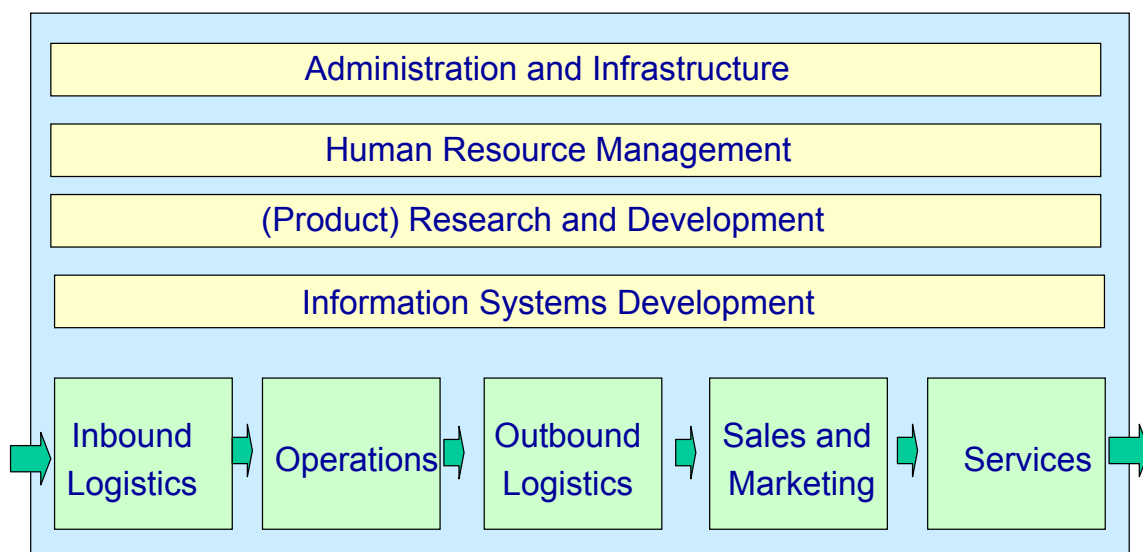 Administration and Infrastructure
Human Resource Management
(Product) Research and Development
Information Systems Development
Inbound
Logistics
Operations
Outbound
Logistics
Sales and
Marketing
Services